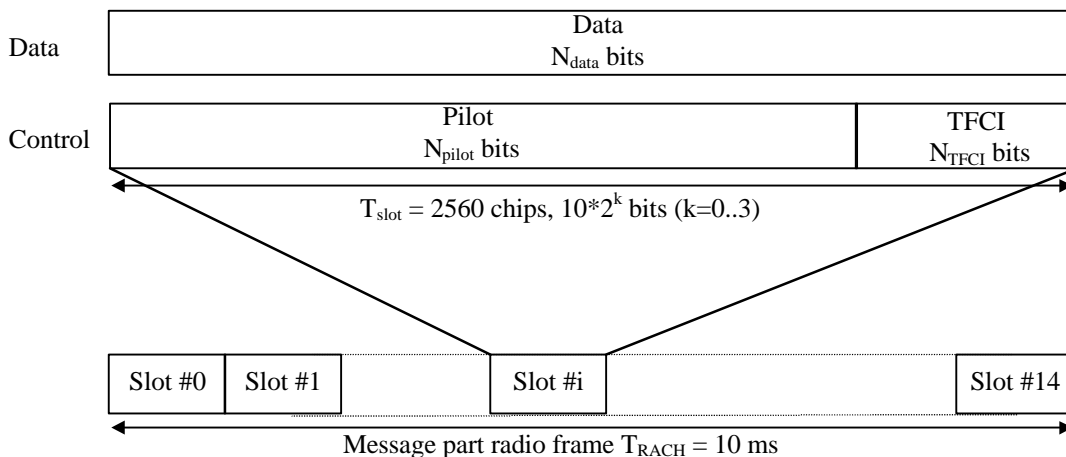 Data
Data
N_data bits
Control
Pilot
N_pilot bits
TFCI
N_TFCI bits
T_slot = 2560 chips, 10*2^k bits (k=0..3)
Slot #0 Slot #1 Slot #i Slot #14
Message part radio frame T_RACH = 10 ms